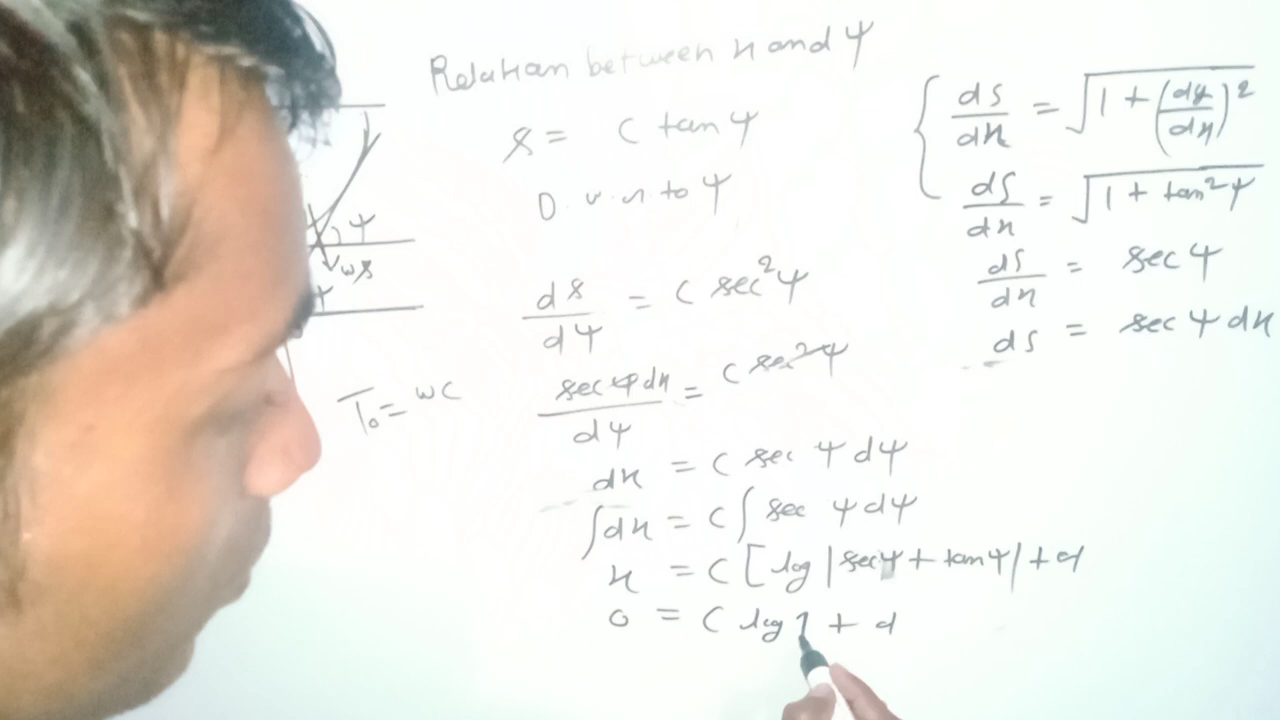 Relation between x and ψ
s = c tan ψ
D. w. r. to ψ
ds/dψ = c sec²ψ
sec ψ dx/dψ = c sec²ψ
dx = c sec ψ dψ
∫dx = c∫ sec ψ dψ
x = c[log |sec ψ + tan ψ| + d
0 = c log 1 + d
ds/dx = √(1 + (dy/dx)²)
ds/dx = √(1 + tan²ψ)
ds/dx = sec ψ
ds = sec ψ dx
ψ
ws
T₀ = wc